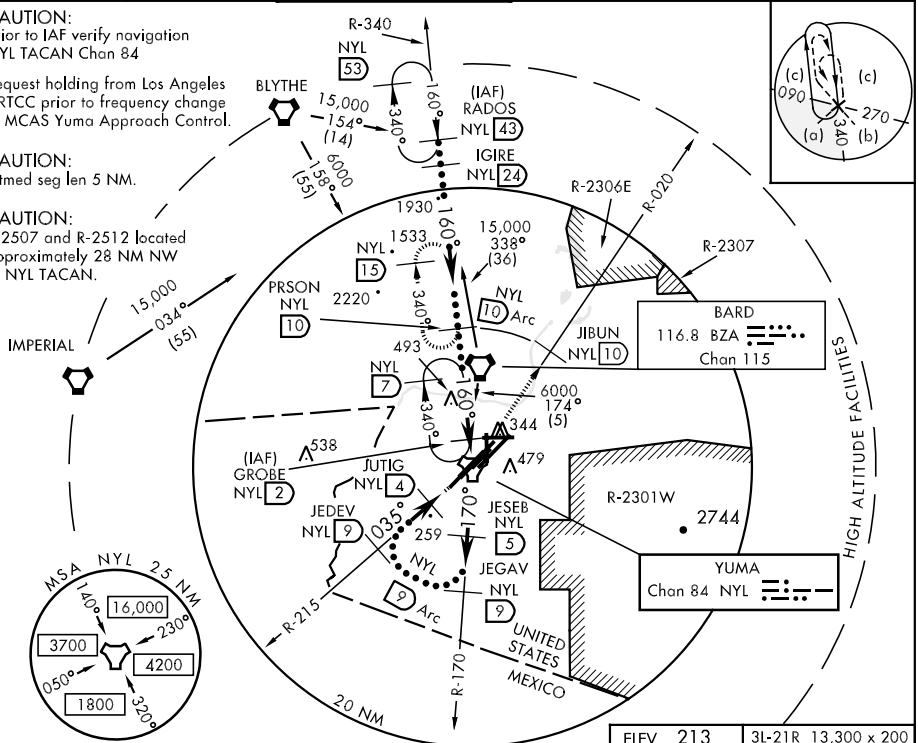 AUTION:
ior to IAF verify navigation
YL TACAN Chan 84
equest holding from Los Angeles
RTCC prior to frequency change
MCAS Yuma Approach Control.
AUTION:
tmed seg len 5 NM.
AUTION:
2507 and R-2512 located
pproximately 28 NM NW
NYL TACAN.
R-340
NYL
53
BLYTHE
15,000
154°
(14)
6000
158°
(55)
340°
160°
(IAF)
RADOS
NYL 43
IGIRE
NYL 24
(c)
(c)
090
270
(a)
340
(b)
R-2306E
R-020
R-2307
1930
160°
15,000
338°
(36)
NYL
15
1533
2220
340°
PRSON
NYL
10
NYL
10 Arc
JIBUN
NYL 10
BARD
116.8 BZA
Chan 115
15,000
034°
(55)
IMPERIAL
493
NYL
7
340°
160°
6000
174°
(5)
344
538
479
(IAF)
GROBE
NYL 2
JUTIG
NYL 4
JEDEV
NYL 9
035°
259
170°
JESEB
NYL
5
JEGAV
NYL
9
NYL
9 Arc
R-215
R-170
R-2301W
2744
YUMA
Chan 84 NYL
HIGH ALTITUDE FACILITIES
UNITED
STATES
MEXICO
20 NM
MSA NYL 25 NM
140°
16,000
230°
3700
4200
050°
1800
320°
ELEV 213
3L-21R 13,300 x 200